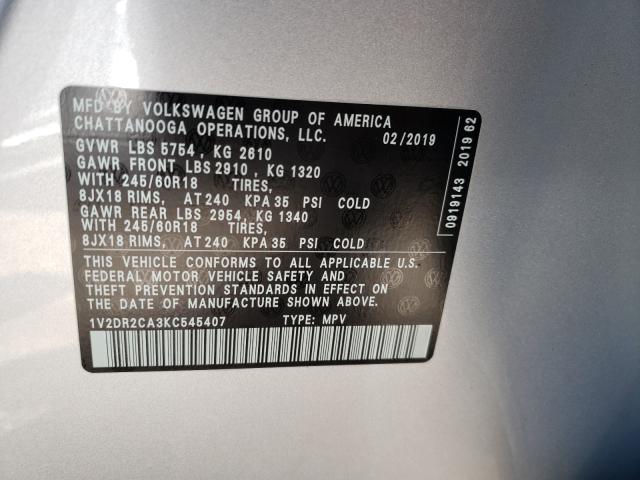 MFD BY VOLKSWAGEN GROUP OF AMERICA
CHATTANOOGA OPERATIONS, LLC. 02/2019
GVWR LBS 5754 , KG 2610
GAWR FRONT LBS 2910 , KG 1320
WITH 245/60R18 TIRES,
8JX18 RIMS, AT 240 KPA 35 PSI COLD
GAWR REAR LBS 2954, KG 1340
WITH 245/60R18 TIRES,
8JX18 RIMS, AT 240 KPA 35 PSI COLD
THIS VEHICLE CONFORMS TO ALL APPLICABLE U.S.
FEDERAL MOTOR VEHICLE SAFETY AND
THEFT PREVENTION STANDARDS IN EFFECT ON
DATE OF MANUFACTURE.
1V2DR2CA3KC545407 TYPE: MPV
0919143 2019 62